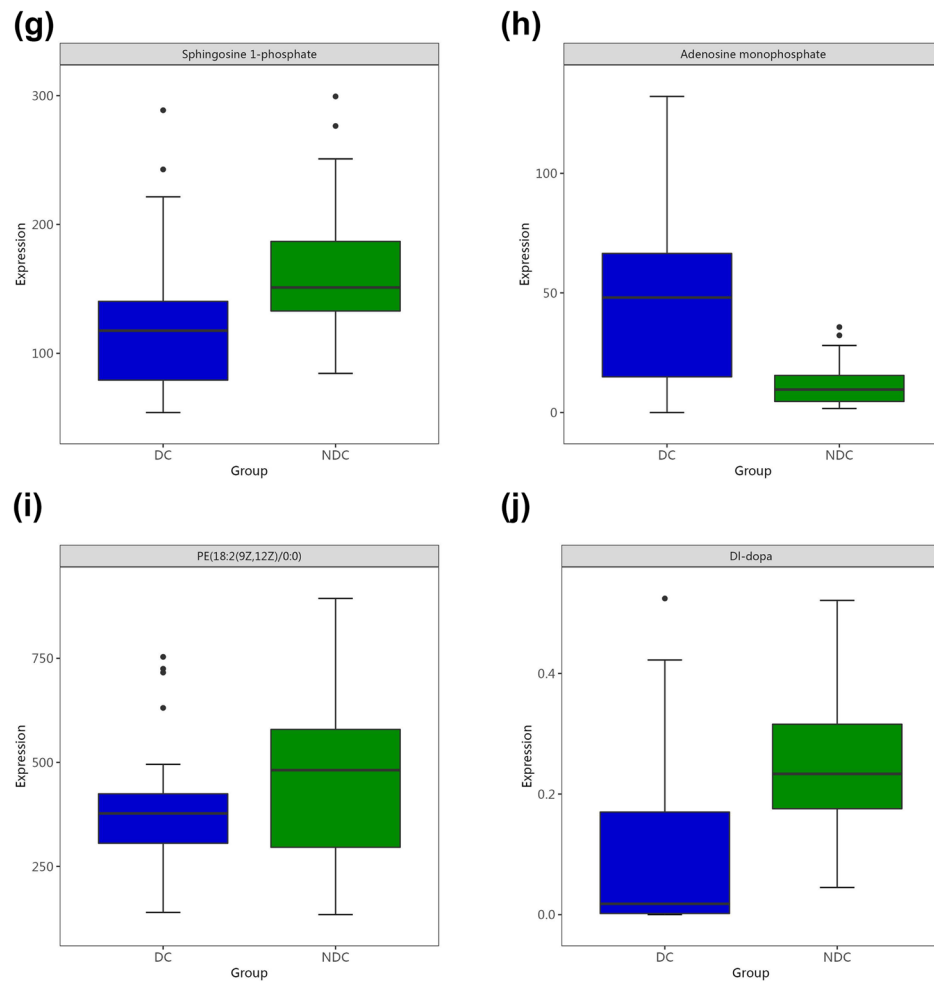 (g)
Sphingosine 1-phosphate
300
200
100
Expression
DC
NDC
Group
(h)
Adenosine monophosphate
100
50
0
Expression
DC
NDC
Group
(i)
PE(18:2(9Z,12Z)/0:0)
750
500
250
Expression
DC
NDC
Group
(j)
Dl-dopa
0.4
0.2
0.0
Expression
DC
NDC
Group